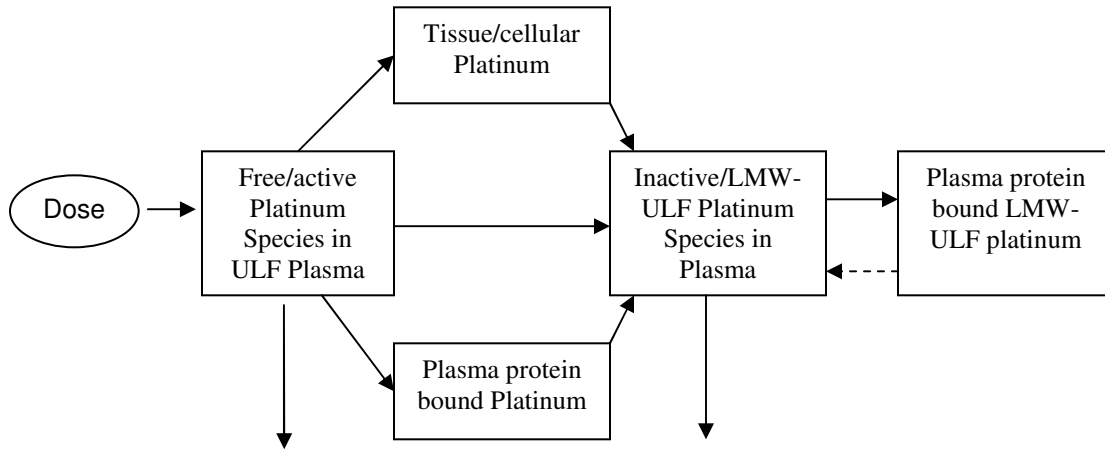 Tissue/cellular
Platinum
Dose
Free/active
Platinum
Species in
ULF Plasma
Inactive/LMW-
ULF Platinum
Species in
Plasma
Plasma protein
bound LMW-
ULF platinum
Plasma protein
bound Platinum